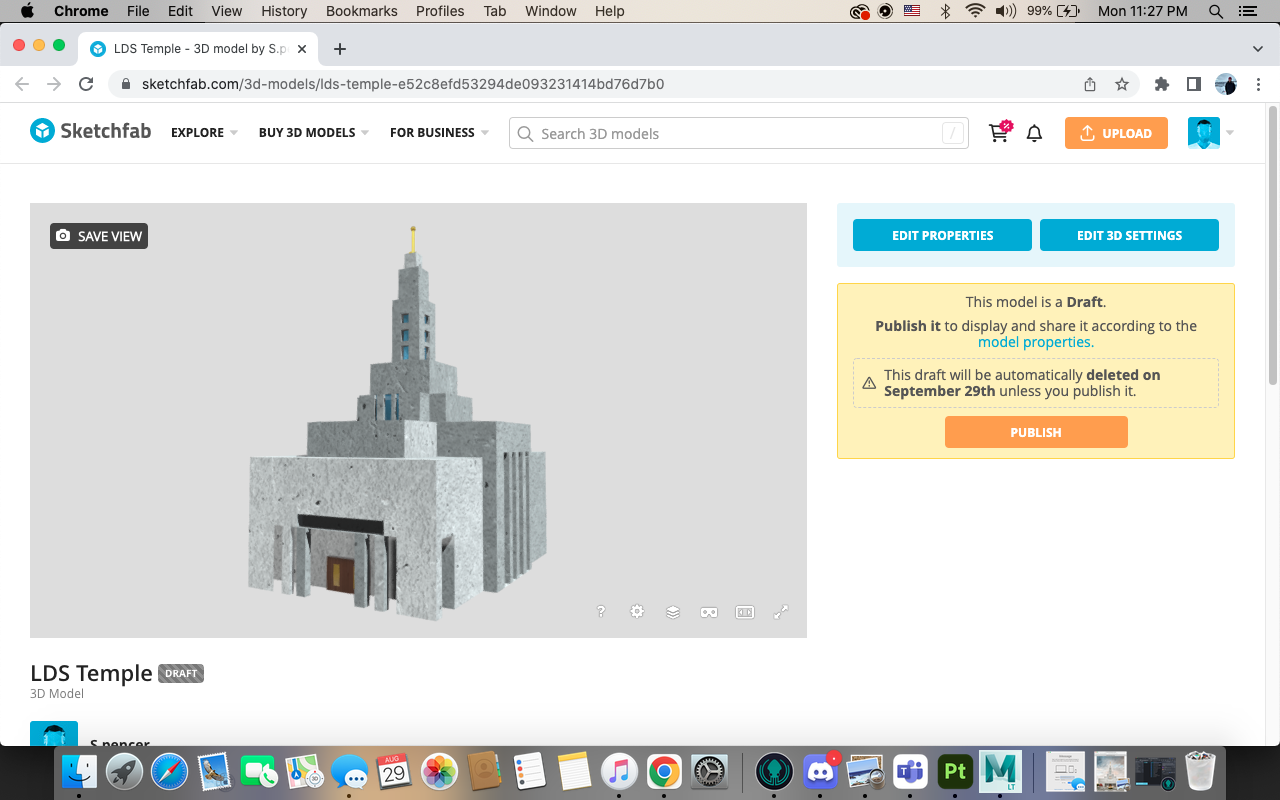 Chrome File Edit View History Bookmarks Profiles Tab Window Help 99% Mon 11:27 PM
LDS Temple - 3D model by S.p
sketchfab.com/3d-models/lds-temple-e52c8efd53294de093231414bd76d7b0
Sketchfab EXPLORE BUY 3D MODELS FOR BUSINESS Search 3D models / % UPLOAD
SAVE VIEW
EDIT PROPERTIES EDIT 3D SETTINGS
This model is a Draft.
Publish it to display and share it according to the
model properties.
This draft will be automatically deleted on
September 29th unless you publish it.
PUBLISH
?
LDS Temple DRAFT
3D Model
S.pencer
AUG
29
3D
Pt
M
LT